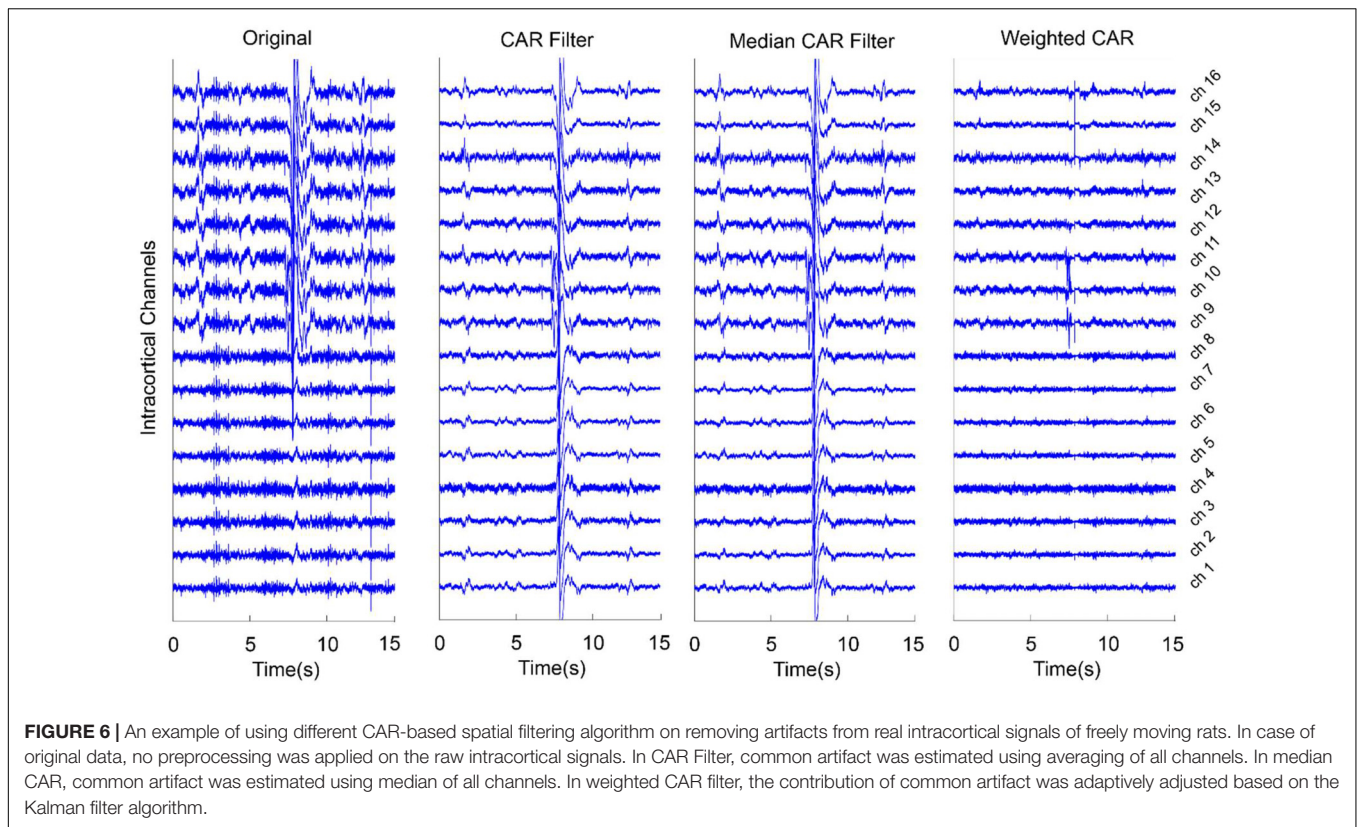 Original
CAR Filter
Median CAR Filter
Weighted CAR
Intracortical Channels
ch 16
ch 15
ch 14
ch 13
ch 12
ch 11
ch 10
ch 9
ch 8
ch 7
ch 6
ch 5
ch 4
ch 3
ch 2
ch 1
0 5 10 15
0 5 10 15
0 5 10 15
0 5 10 15
Time(s)
Time(s)
Time(s)
Time(s)
FIGURE 6 | An example of using different CAR-based spatial filtering algorithm on removing artifacts from real intracortical signals of freely moving rats. In case of
original data, no preprocessing was applied on the raw intracortical signals. In CAR Filter, common artifact was estimated using averaging of all channels. In median
CAR, common artifact was estimated using median of all channels. In weighted CAR filter, the contribution of common artifact was adaptively adjusted based on the
Kalman filter algorithm.